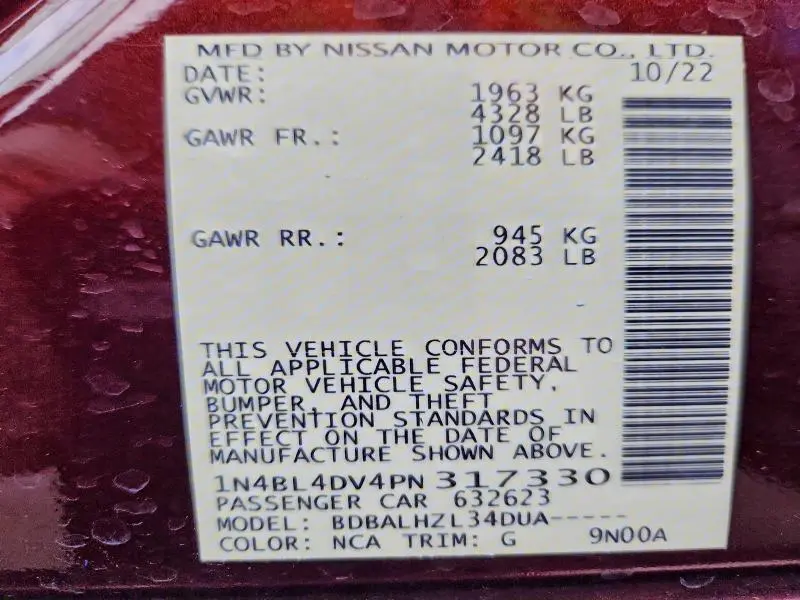 MFD BY NISSAN MOTOR CO., LTD.
DATE: 10/22
GVWR: 1963 KG
4328 LB
GAWR FR.: 1097 KG
2418 LB
GAWR RR.: 945 KG
2083 LB
THIS VEHICLE CONFORMS TO
ALL APPLICABLE FEDERAL
MOTOR VEHICLE SAFETY,
BUMPER, AND THEFT
PREVENTION STANDARDS IN
EFFECT ON THE DATE OF
MANUFACTURE SHOWN ABOVE.
1N4BL4DV4PN317330
PASSENGER CAR 632623
MODEL: BDBALHZL34DUA-----
COLOR: NCA TRIM: G 9N00A